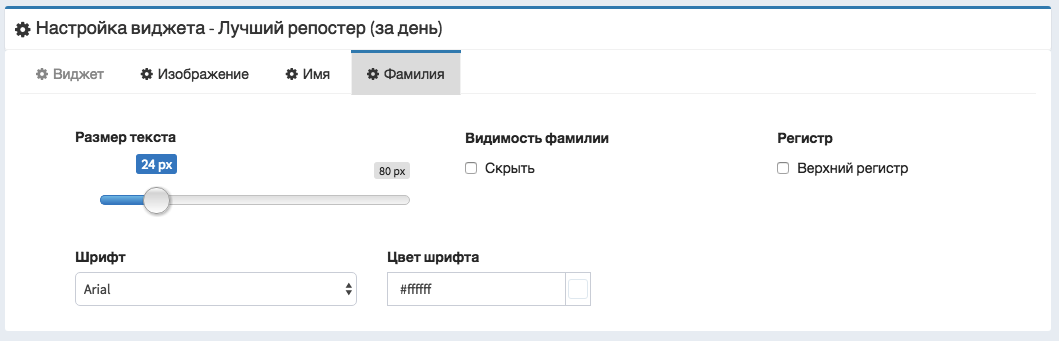 Настройка виджета - Лучший репостер (за день)
Виджет Изображение Имя Фамилия
Размер текста Видимость фамилии Регистр
24 px 80 px Скрыть Верхний регистр
Шрифт Цвет шрифта
Arial #ffffff